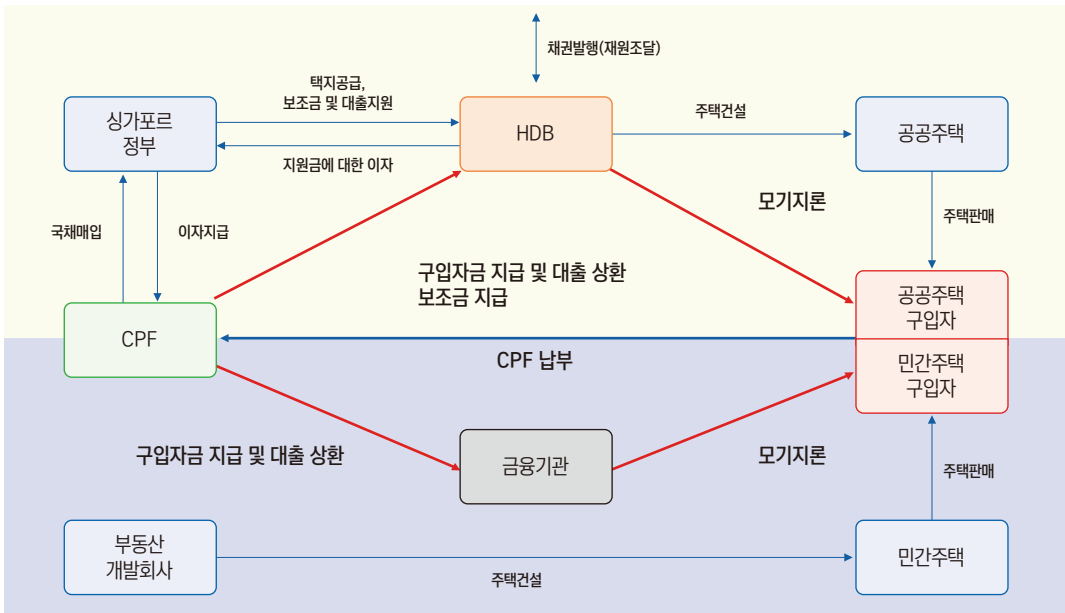 채권발행(재원조달)
택지공급,
보조금 및 대출지원
싱가포르
정부
HDB
주택건설
공공주택
지원금에 대한 이자
모기지론
국채매입
이자지급
주택판매
구입자금 지급 및 대출 상환
보조금 지급
공공주택
구입자
CPF
CPF 납부
민간주택
구입자
구입자금 지급 및 대출 상환
금융기관
모기지론
주택판매
부동산
개발회사
주택건설
민간주택